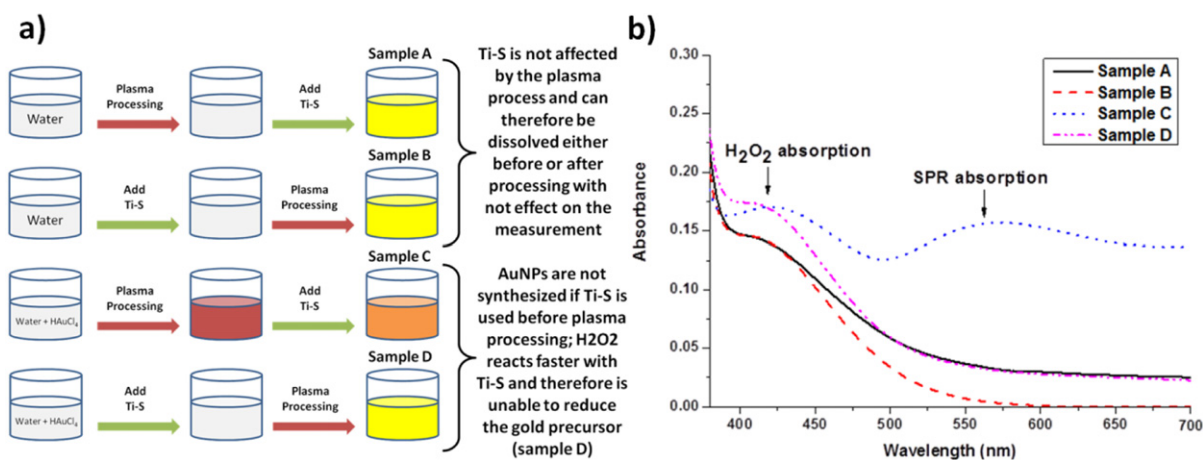 a)
Sample A
Water
Plasma
Processing
Add
Ti-S
Sample B
Water
Add
Ti-S
Plasma
Processing
Ti-S is not affected
by the plasma
process and can
therefore be
dissolved either
before or after
processing with
not effect on the
measurement
Sample C
Water + HAuCl₄
Plasma
Processing
Add
Ti-S
Sample D
Water + HAuCl₄
Add
Ti-S
Plasma
Processing
AuNPs are not
synthesized if Ti-S is
used before plasma
processing; H2O2
reacts faster with
Ti-S and therefore is
unable to reduce
the gold precursor
(sample D)
b)
Sample A
Sample B
Sample C
Sample D
H₂O₂ absorption
SPR absorption
Absorbance
0.30
0.25
0.20
0.15
0.10
0.05
0.00
400 450 500 550 600 650 700
Wavelength (nm)